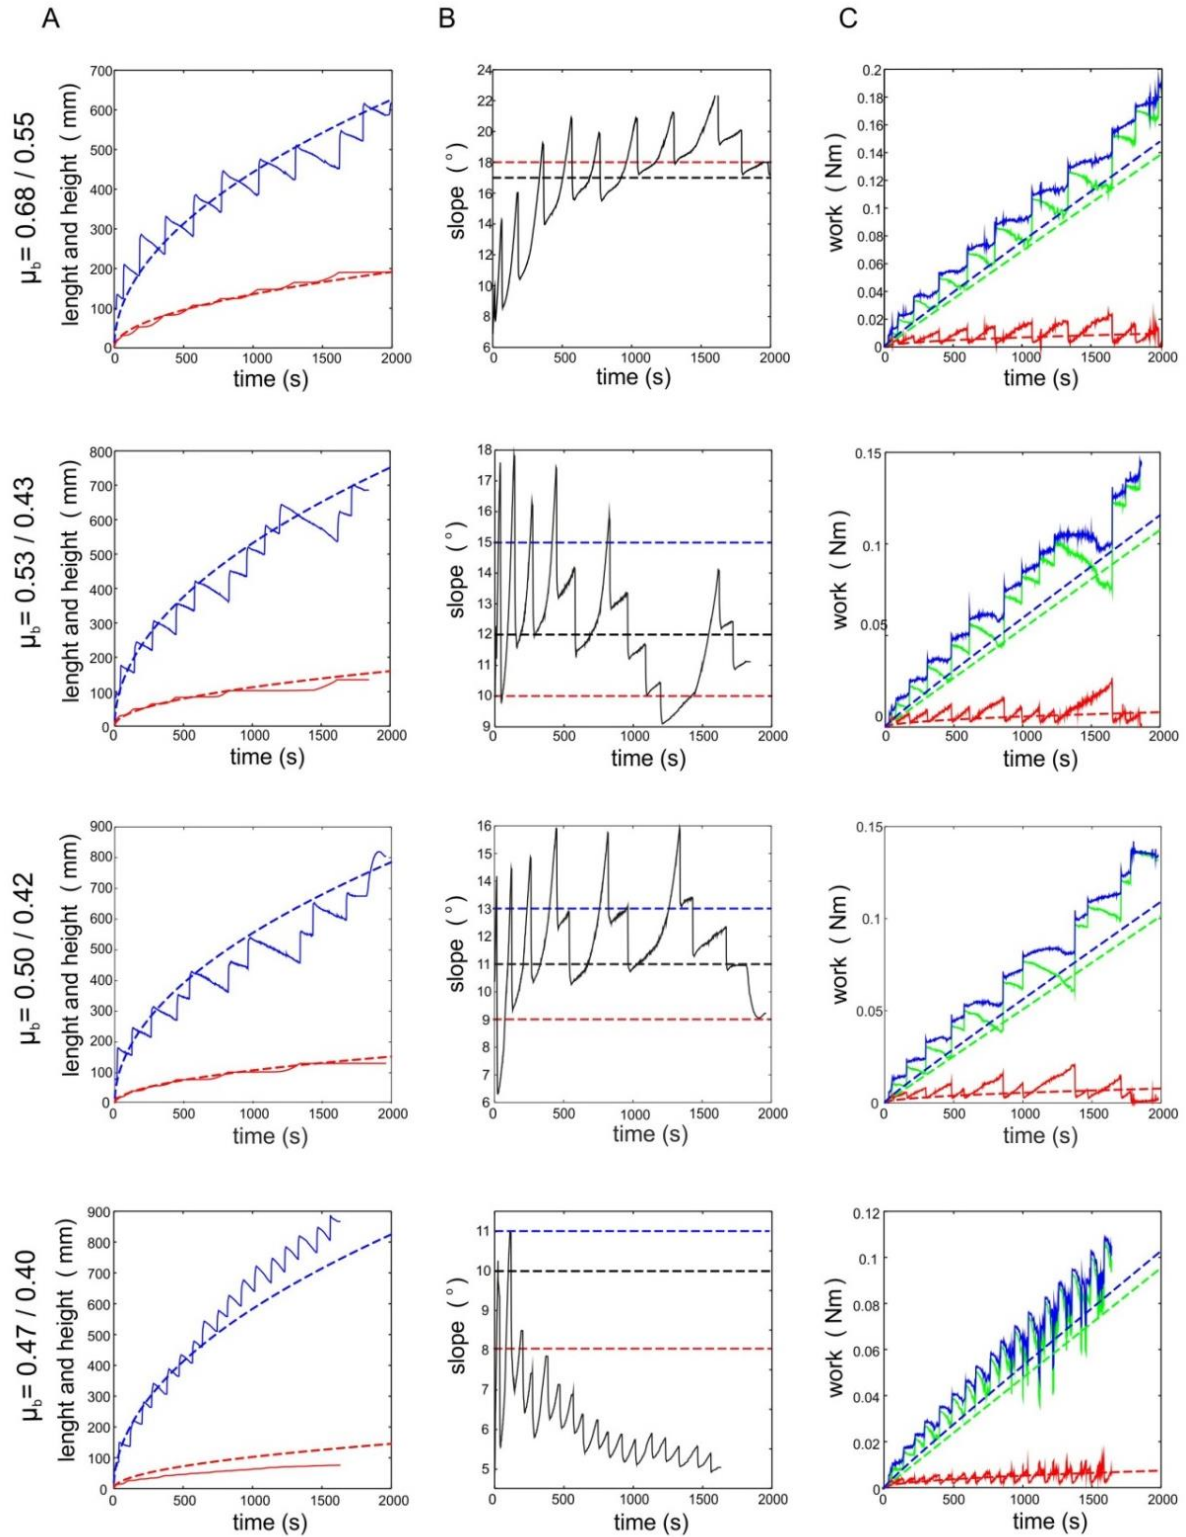 A
B
C
μb = 0.68 / 0.55
lenght and height ( mm)
700
600
500
400
300
200
100
0
0 500 1000 1500 2000
time (s)
slope ( ° )
24
22
20
18
16
14
12
10
8
6
0 500 1000 1500 2000
time (s)
work ( Nm)
0.2
0.18
0.16
0.14
0.12
0.1
0.08
0.06
0.04
0.02
0
0 500 1000 1500 2000
time (s)
μb = 0.53 / 0.43
lenght and height ( mm)
800
700
600
500
400
300
200
100
0
0 500 1000 1500 2000
time (s)
slope ( ° )
18
17
16
15
14
13
12
11
10
9
0 500 1000 1500 2000
time (s)
work ( Nm)
0.15
0.1
0.05
0
0 500 1000 1500 2000
time (s)
μb = 0.50 / 0.42
lenght and height ( mm)
900
800
700
600
500
400
300
200
100
0
0 500 1000 1500 2000
time (s)
slope ( ° )
16
15
14
13
12
11
10
9
8
7
6
0 500 1000 1500 2000
time (s)
work ( Nm)
0.15
0.1
0.05
0
0 500 1000 1500 2000
time (s)
μb = 0.47 / 0.40
lenght and height ( mm)
900
800
700
600
500
400
300
200
100
0
0 500 1000 1500 2000
time (s)
slope ( ° )
11
10
8
7
6
5
0 500 1000 1500 2000
time (s)
work ( Nm)
0.12
0.1
0.08
0.06
0.04
0.02
0
0 500 1000 1500 2000
time (s)